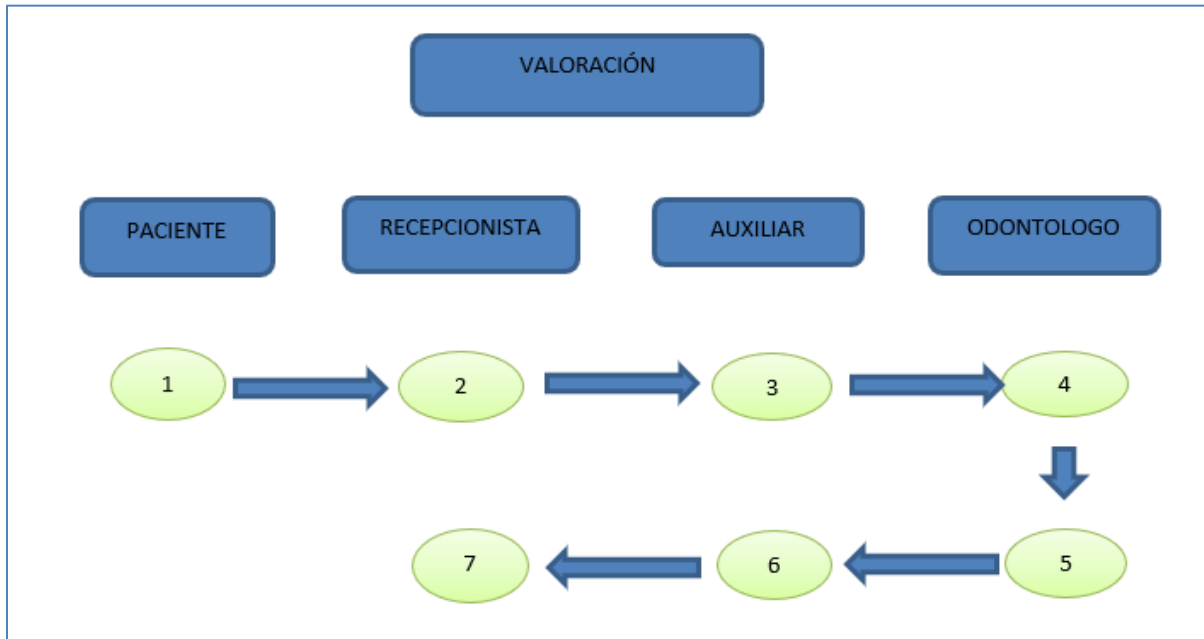 VALORACIÓN
PACIENTE RECEPCIONISTA AUXILIAR ODONTOLOGO
1 2 3 4
7 6 5